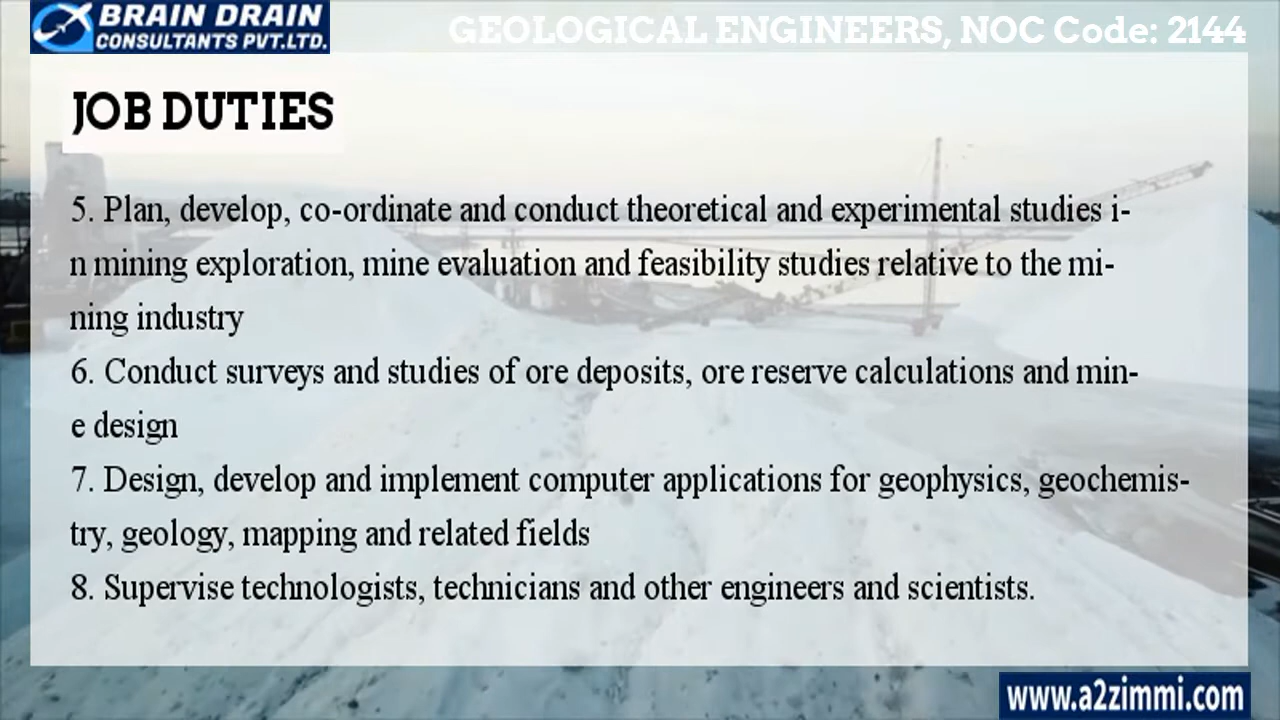 BRAIN DRAIN
CONSULTANTS PVT.LTD.
GEOLOGICAL ENGINEERS, NOC Code: 2144
JOB DUTIES
5. Plan, develop, co-ordinate and conduct theoretical and experimental studies i-
n mining exploration, mine evaluation and feasibility studies relative to the mi-
ning industry
6. Conduct surveys and studies of ore deposits, ore reserve calculations and min-
e design
7. Design, develop and implement computer applications for geophysics, geochemis-
try, geology, mapping and related fields
8. Supervise technologists, technicians and other engineers and scientists.
www.a2zimmi.com